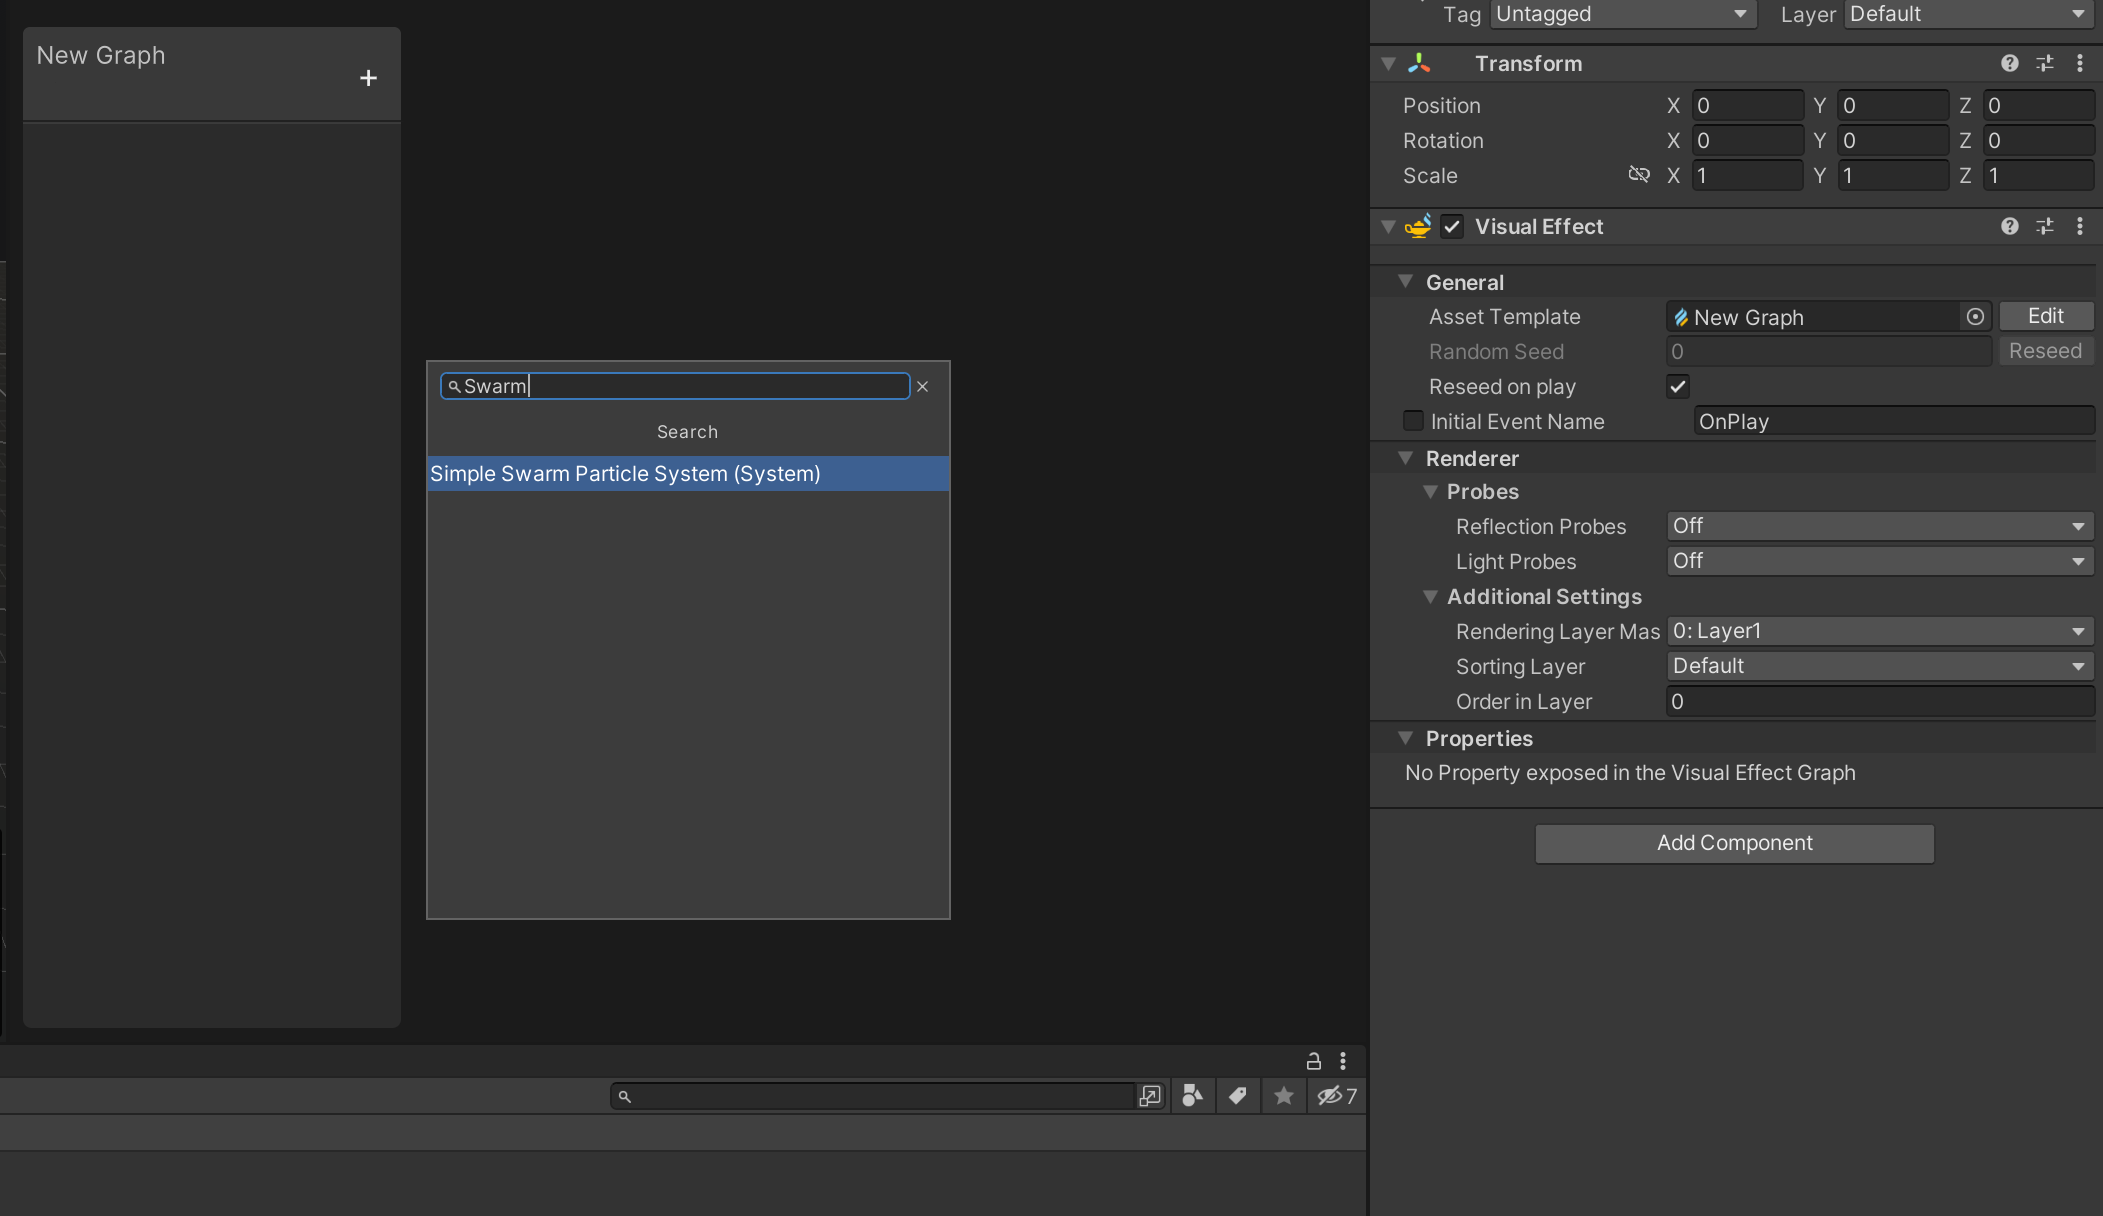 New Graph
+
Swarm
Search
Simple Swarm Particle System (System)
7
Tag Untagged Layer Default
Transform
Position X 0 Y 0 Z 0
Rotation X 0 Y 0 Z 0
Scale X 1 Y 1 Z 1
Visual Effect
General
Asset Template New Graph Edit
Random Seed 0 Reseed
Reseed on play
Initial Event Name OnPlay
Renderer
Probes
Reflection Probes Off
Light Probes Off
Additional Settings
Rendering Layer Mas 0: Layer1
Sorting Layer Default
Order in Layer 0
Properties
No Property exposed in the Visual Effect Graph
Add Component